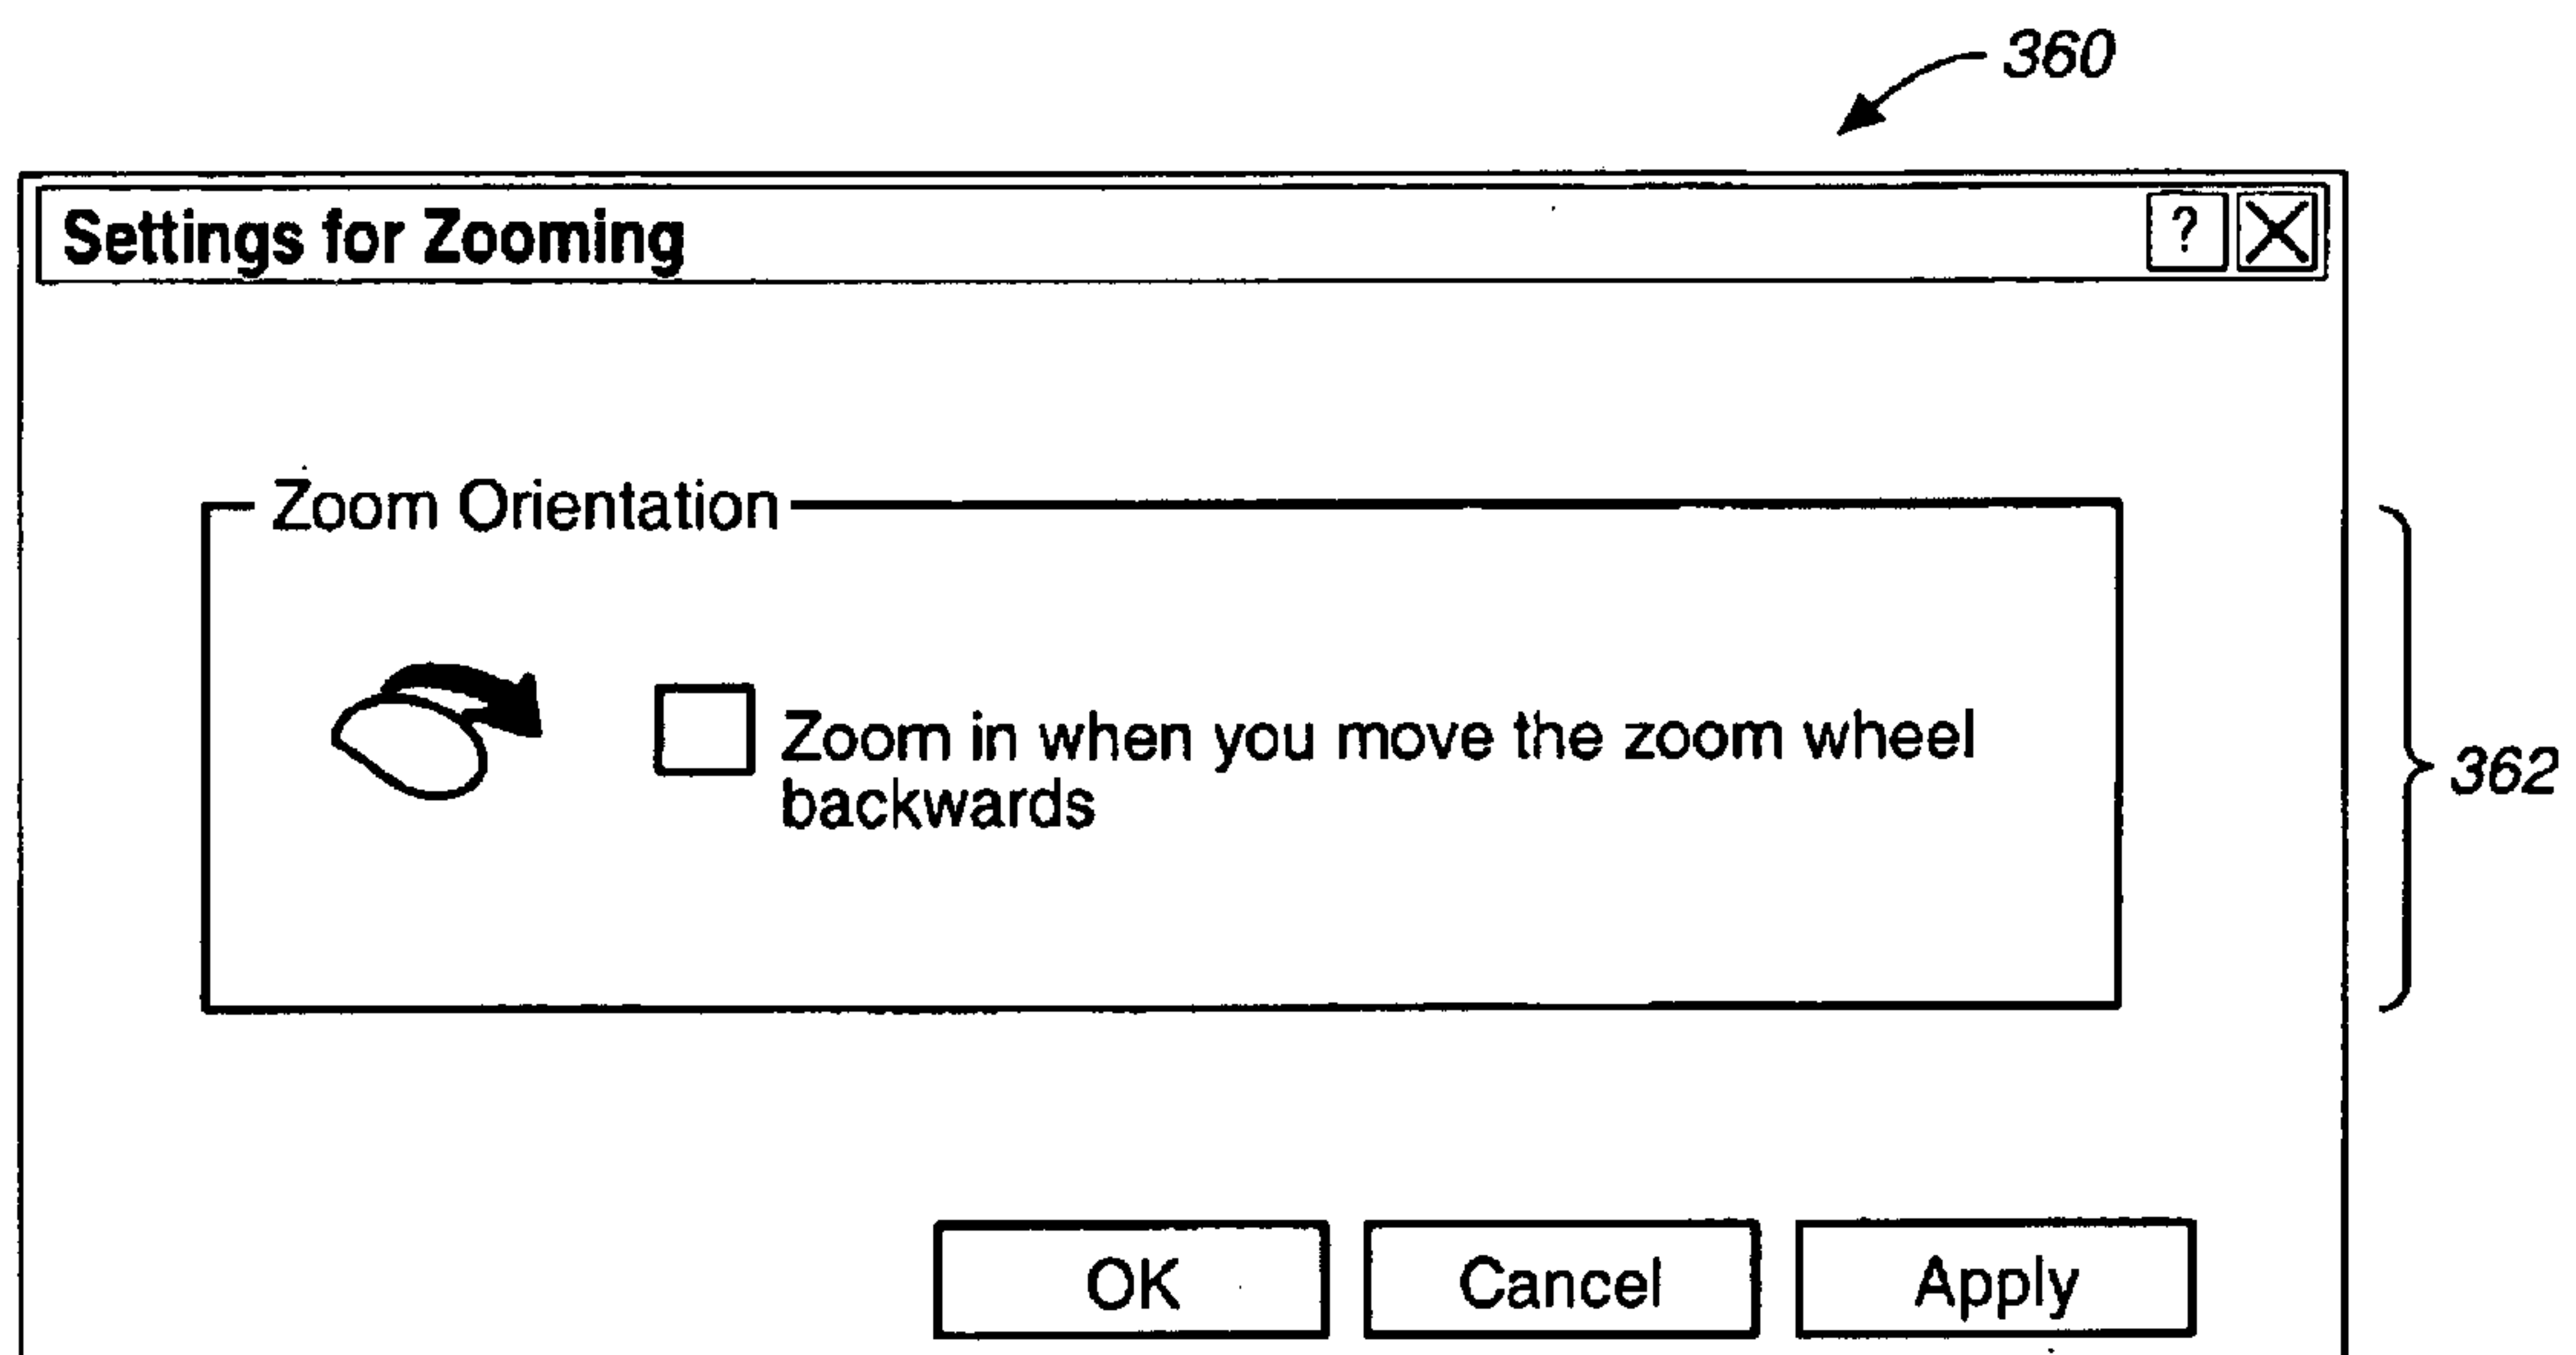 360
Settings for Zooming ?
Zoom Orientation
Zoom in when you move the zoom wheel
backwards
362
OK Cancel Apply